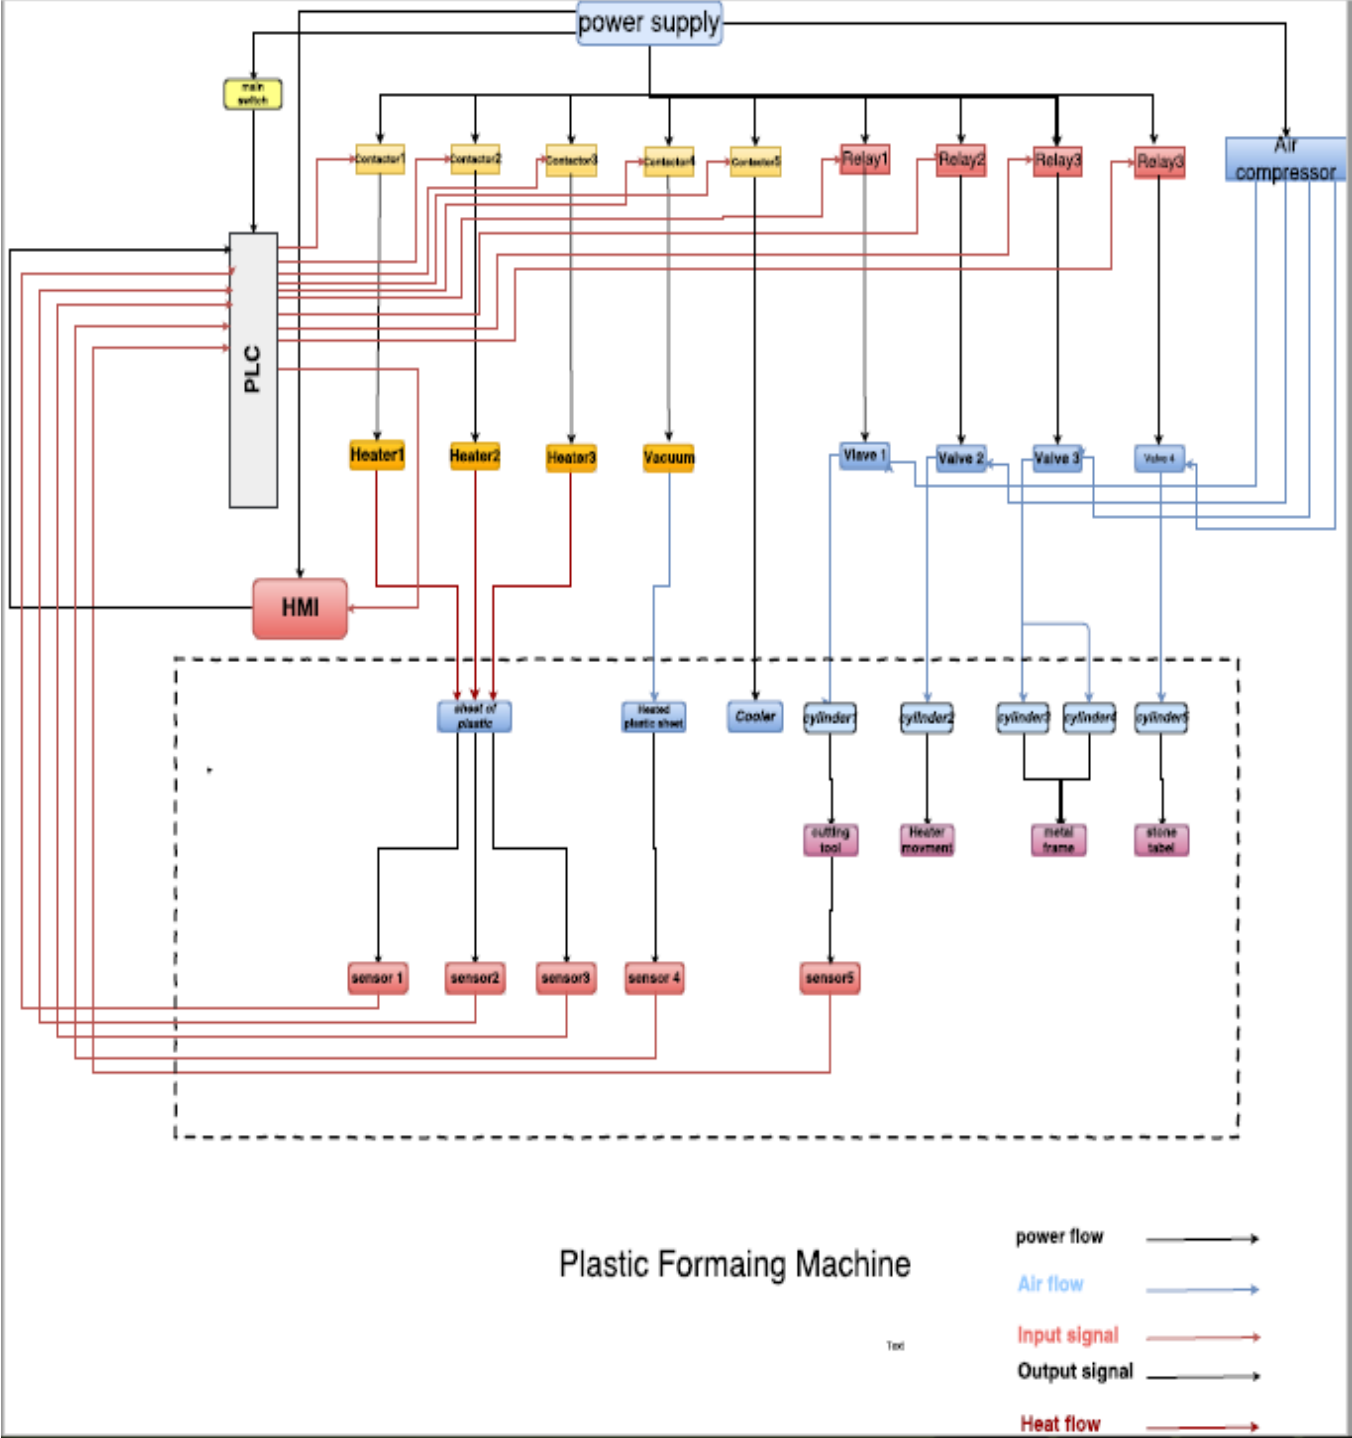 power supply
main
switch
Contactor1
Contactor2
Contactor3
Contactor4
Contactor5
Relay1
Relay2
Relay3
Relay3
Air
compressor
PLC
Heater1
Heater2
Heater3
Vacuum
Vlave 1
Valve 2
Valve 3
Valve 4
HMI
sheet of
plastic
Heated
plastic sheet
Cooler
cylinder1
cylinder2
cylinder3
cylinder4
cylinder5
cutting
tool
Heater
movment
metal
frame
stone
tabel
sensor 1
sensor2
sensor3
sensor 4
sensor5
Plastic Formaing Machine
Text
power flow
Air flow
Input signal
Output signal
Heat flow